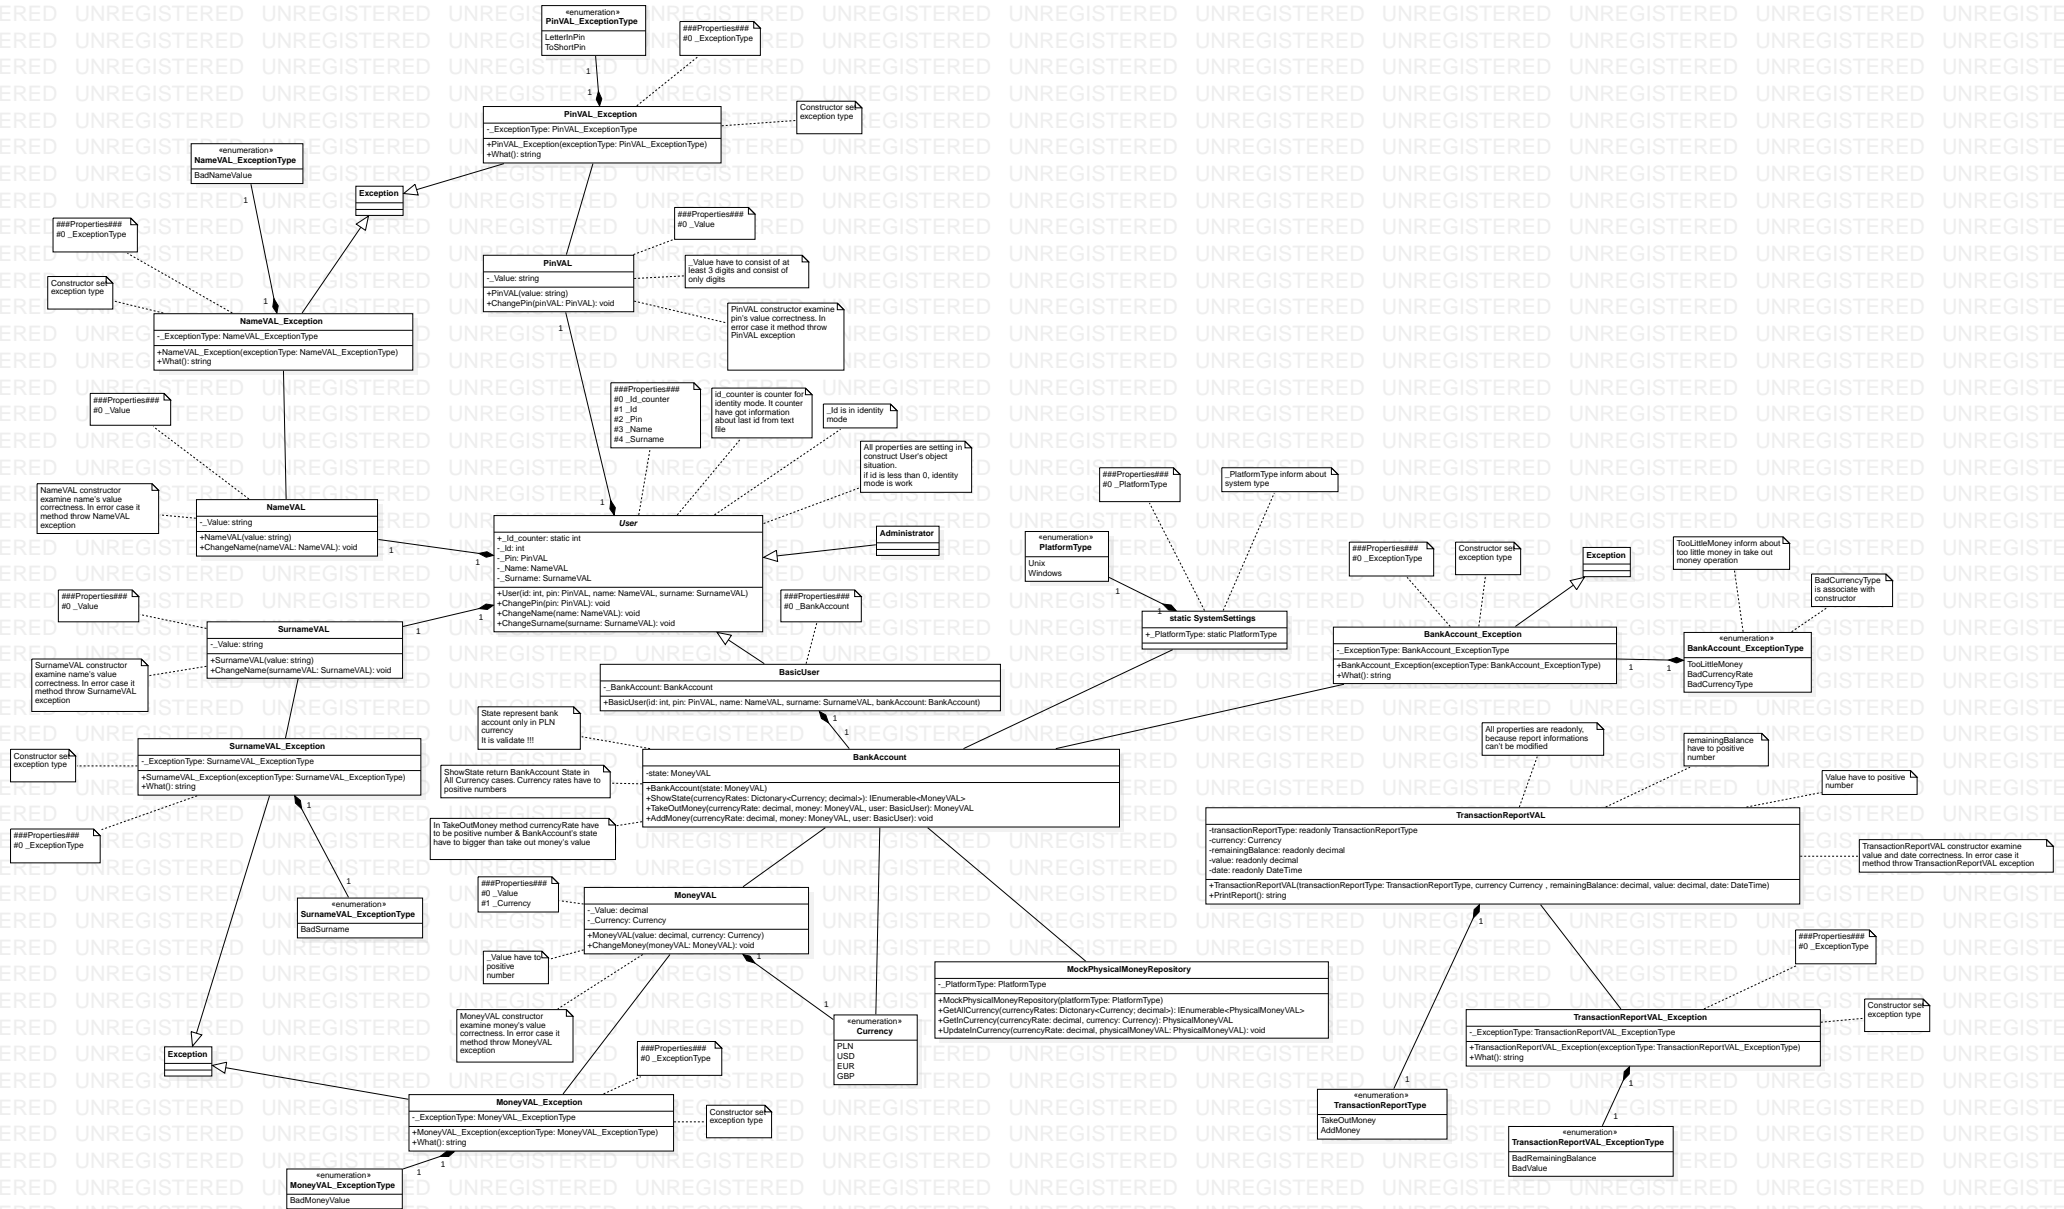 «enumeration»
PinVAL_ExceptionType
LetterInPin
ToShortPin
###Properties###
#0 _ExceptionType
1
1
PinVAL_Exception
-_ExceptionType: PinVAL_ExceptionType
+PinVAL_Exception(exceptionType: PinVAL_ExceptionType)
+What(): string
Constructor set
exception type
«enumeration»
NameVAL_ExceptionType
BadNameValue
1
Exception
###Properties###
#0 _ExceptionType
Constructor set
exception type
1
NameVAL_Exception
-_ExceptionType: NameVAL_ExceptionType
+NameVAL_Exception(exceptionType: NameVAL_ExceptionType)
+What(): string
###Properties###
#0 _Value
PinVAL
-_Value: string
+PinVAL(value: string)
+ChangePin(pinVAL: PinVAL): void
1
_Value have to consist of at
least 3 digits and consist of
only digits
PinVAL constructor examine
pin's value correctness. In
error case it method throw
PinVAL exception
###Properties###
#0 _Value
NameVAL constructor
examine name's value
correctness. In error case it
method throw NameVAL
exception
NameVAL
-_Value: string
+NameVAL(value: string)
+ChangeName(nameVAL: NameVAL): void
1
1
###Properties###
#0 _Id_counter
#1 _Id
#2 _Pin
#3 _Name
#4 _Surname
id_counter is counter for
identity mode. It counter
have got information
about last id from text
file
_Id is in identity
mode
All properties are setting in
construct User's object
situation.
if id is less than 0, identity
mode is work
1
User
+_Id_counter: static int
-_Id: int
-_Pin: PinVAL
-_Name: NameVAL
-_Surname: SurnameVAL
+User(id: int, pin: PinVAL, name: NameVAL, surname: SurnameVAL)
+ChangePin(pin: PinVAL): void
+ChangeName(name: NameVAL): void
+ChangeSurname(surname: SurnameVAL): void
Administrator
###Properties###
#0 _BankAccount
###Properties###
#0 _Value
SurnameVAL
-_Value: string
+SurnameVAL(value: string)
+ChangeName(surnameVAL: SurnameVAL): void
1
1
SurnameVAL constructor
examine name's value
correctness. In error case it
method throw SurnameVAL
exception
BasicUser
-_BankAccount: BankAccount
+BasicUser(id: int, pin: PinVAL, name: NameVAL, surname: SurnameVAL, bankAccount: BankAccount)
1
1
###Properties###
#0 _PlatformType
_PlatformType inform about
system type
«enumeration»
PlatformType
Unix
Windows
1
1
static SystemSettings
+_PlatformType: static PlatformType
###Properties###
#0 _ExceptionType
Constructor set
exception type
Exception
TooLittleMoney inform about
too little money in take out
money operation
BadCurrencyType
is associate with
constructor
BankAccount_Exception
-_ExceptionType: BankAccount_ExceptionType
+BankAccount_Exception(exceptionType: BankAccount_ExceptionType)
+What(): string
1
1
«enumeration»
BankAccount_ExceptionType
TooLittleMoney
BadCurrencyRate
BadCurrencyType
State represent bank
account only in PLN
currency
It is validate !!!
ShowState return BankAccount State in
All Currency cases. Currency rates have to
positive numbers
In TakeOutMoney method currencyRate have
to be positive number & BankAccount's state
have to bigger than take out money's value
BankAccount
-state: MoneyVAL
+BankAccount(state: MoneyVAL)
+ShowState(currencyRates: Dictonary<Currency; decimal>): IEnumerable<MoneyVAL>
+TakeOutMoney(currencyRate: decimal, money: MoneyVAL, user: BasicUser): MoneyVAL
+AddMoney(currencyRate: decimal, money: MoneyVAL, user: BasicUser): void
Constructor set
exception type
SurnameVAL_Exception
-_ExceptionType: SurnameVAL_ExceptionType
+SurnameVAL_Exception(exceptionType: SurnameVAL_ExceptionType)
+What(): string
1
###Properties###
#0 _ExceptionType
1
«enumeration»
SurnameVAL_ExceptionType
BadSurname
All properties are readonly,
because report informations
can't be modified
remainingBalance
have to positive
number
Value have to positive
number
TransactionReportVAL
-transactionReportType: readonly TransactionReportType
-currency: Currency
-remainingBalance: readonly decimal
-value: readonly decimal
-date: readonly DateTime
+TransactionReportVAL(transactionReportType: TransactionReportType, currency Currency , remainingBalance: decimal, value: decimal, date: DateTime)
+PrintReport(): string
TransactionReportVAL constructor examine
value and date correctness. In error case it
method throw TransactionReportVAL exception
1
###Properties###
#0 _Value
#1 _Currency
MoneyVAL
-_Value: decimal
-_Currency: Currency
+MoneyVAL(value: decimal, currency: Currency)
+ChangeMoney(moneyVAL: MoneyVAL): void
1
_Value have to
positive
number
MoneyVAL constructor
examine money's value
correctness. In error case it
method throw MoneyVAL
exception
1
«enumeration»
Currency
PLN
USD
EUR
GBP
MockPhysicalMoneyRepository
-_PlatformType: PlatformType
+MockPhysicalMoneyRepository(platformType: PlatformType)
+GetAllCurrency(currencyRates: Dictonary<Currency; decimal>): IEnumerable<PhysicalMoneyVAL>
+GetInCurrency(currencyRate: decimal, currency: Currency): PhysicalMoneyVAL
+UpdateInCurrency(currencyRate: decimal, physicalMoneyVAL: PhysicalMoneyVAL): void
###Properties###
#0 _ExceptionType
Constructor set
exception type
TransactionReportVAL_Exception
-_ExceptionType: TransactionReportVAL_ExceptionType
+TransactionReportVAL_Exception(exceptionType: TransactionReportVAL_ExceptionType)
+What(): string
1
1
«enumeration»
TransactionReportType
TakeOutMoney
AddMoney
1
«enumeration»
TransactionReportVAL_ExceptionType
BadRemainingBalance
BadValue
Exception
###Properties###
#0 _ExceptionType
Constructor set
exception type
MoneyVAL_Exception
-_ExceptionType: MoneyVAL_ExceptionType
+MoneyVAL_Exception(exceptionType: MoneyVAL_ExceptionType)
+What(): string
1
1
«enumeration»
MoneyVAL_ExceptionType
BadMoneyValue
UNREGISTERED